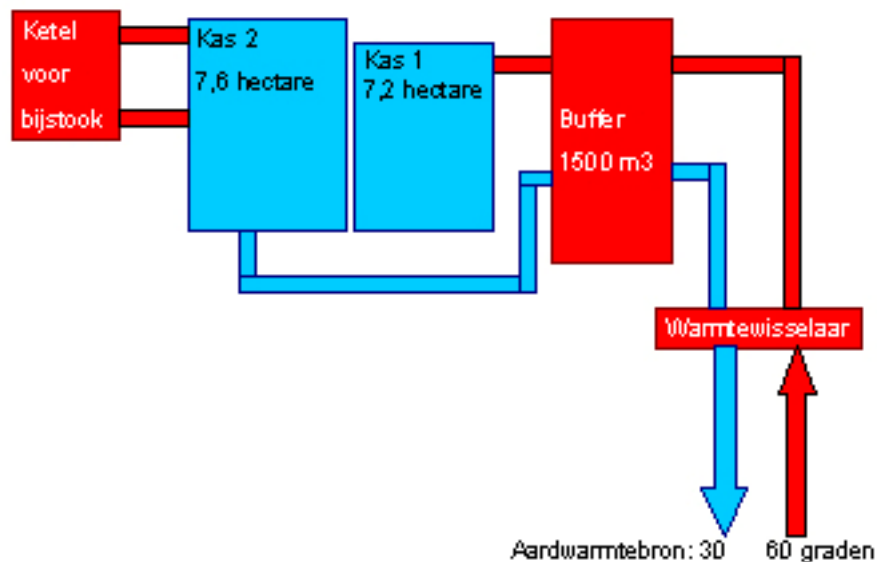 Ketel
voor
bijstook
Kas 2
7,6 hectare
Kas 1
7,2 hectare
Buffer
1500 m3
Warmtewisselaar
Aardwarmtebron: 30 60 graden